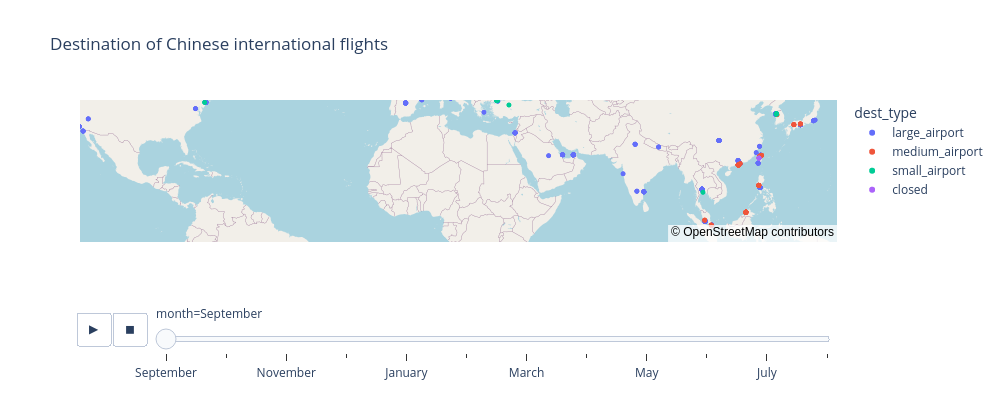 Destination of Chinese international flights
dest_type
large_airport
medium_airport
small_airport
closed
© OpenStreetMap contributors
month=September
September
November
January
March
May
July